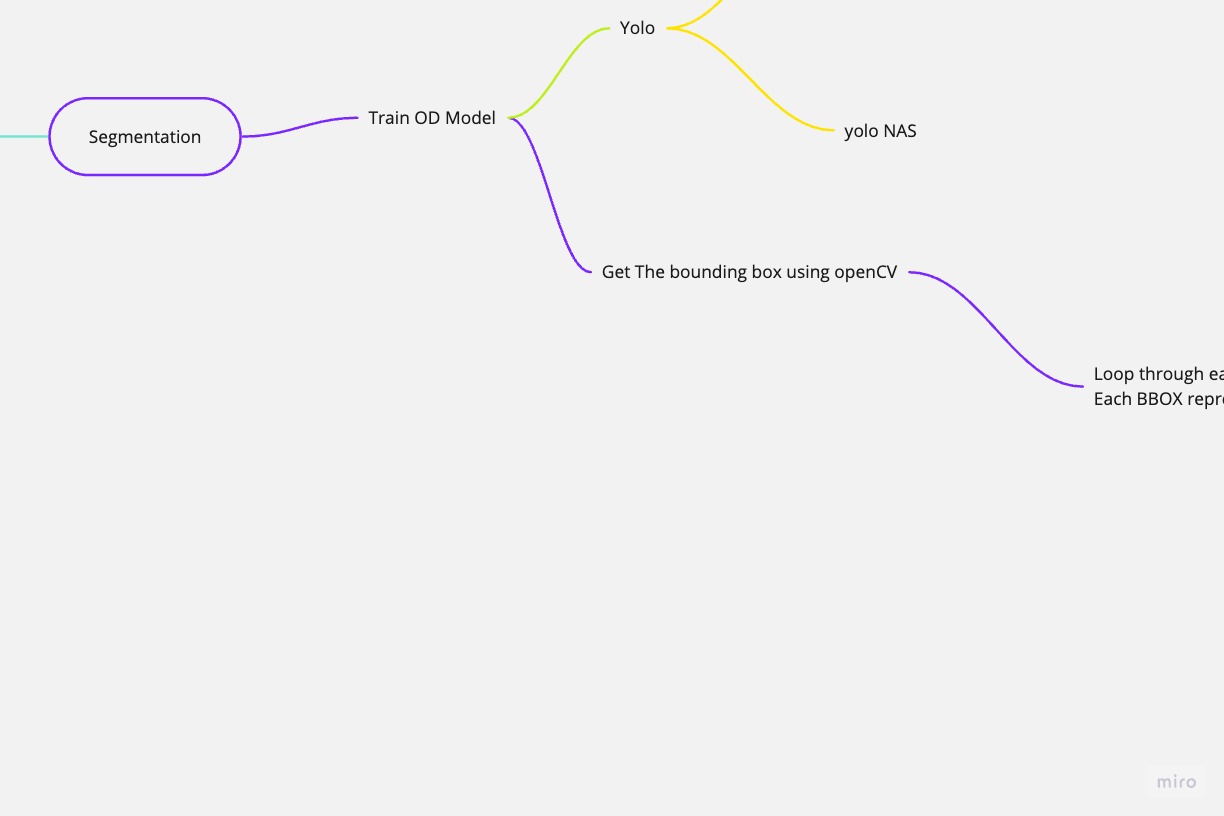 Yolo
Segmentation
Train OD Model
yolo NAS
Get The bounding box using openCV
Loop through
Each BBOX
miro